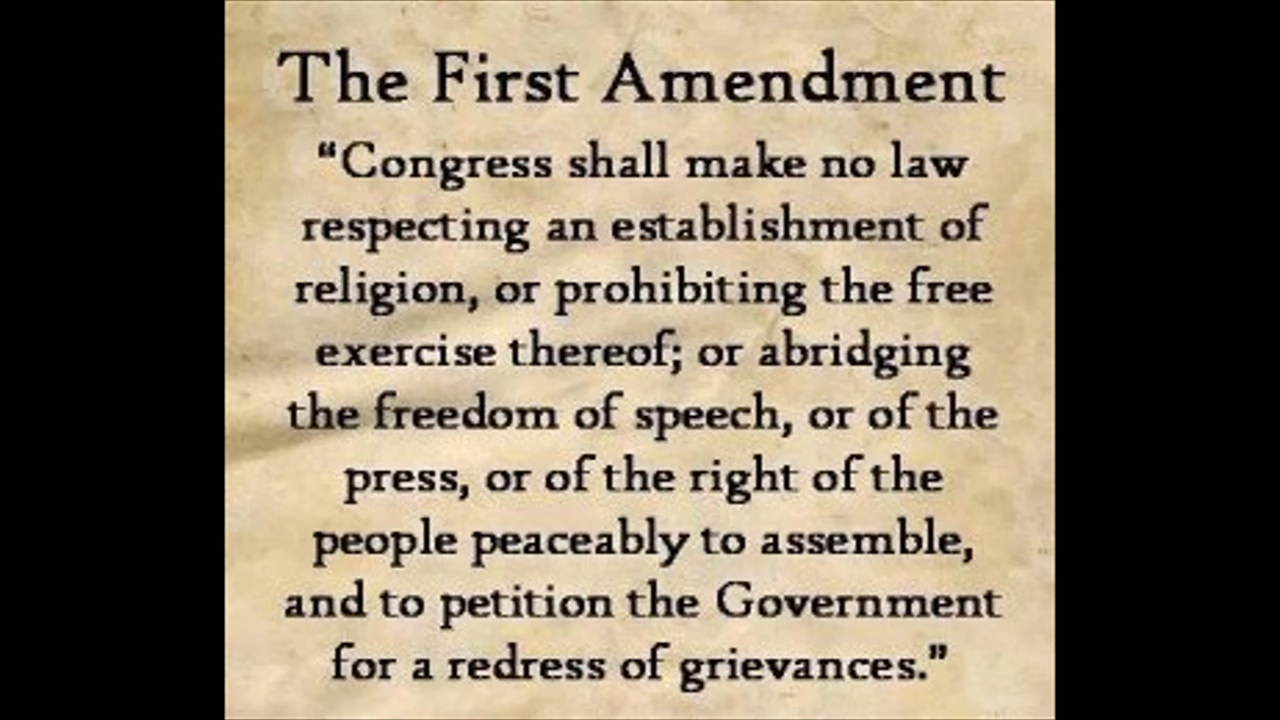 The First Amendment
“Congress shall make no law
respecting an establishment of
religion, or prohibiting the free
exercise thereof; or abridging
the freedom of speech, or of the
press, or of the right of the
people peaceably to assemble,
and to petition the Government
for a redress of grievances.”